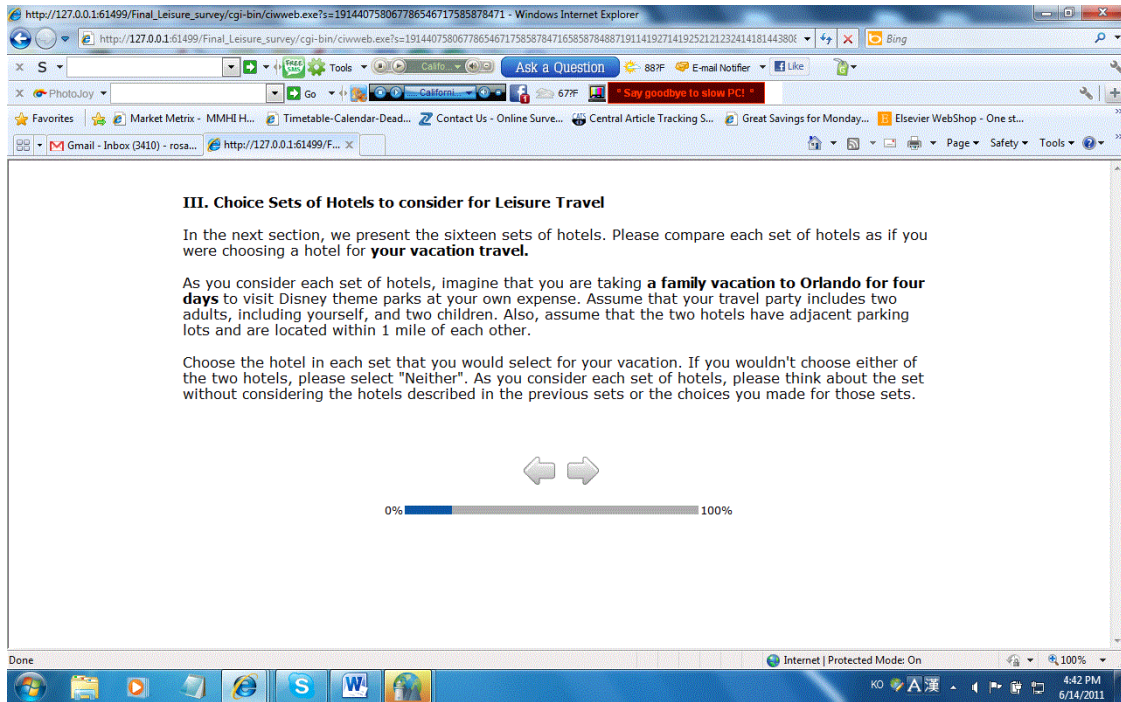 http://127.0.0.1:61499/Final_Leisure_survey/cgi-bin/ciwweb.exe?s=19144075806778654671758587​8471 - Windows Internet Explorer
Bing
X S Tools Califo... Ask a Question 88?F E-mail Notifier Like
X PhotoJoy Go .... Californi... 67?F "Say goodbye to slow PC! "
Favorites Market Metrix - MMHI H... Timetable-Calendar-Dead... Contact Us - Online Surve... Central Article Tracking S... Great Savings for Monday... Elsevier WebShop - One st...
Gmail - Inbox (3410) - rosa... http://127.0.0.1:61499/F... X Page Safety Tools
III. Choice Sets of Hotels to consider for Leisure Travel
In the next section, we present the sixteen sets of hotels. Please compare each set of hotels as if you
were choosing a hotel for your vacation travel.
As you consider each set of hotels, imagine that you are taking a family vacation to Orlando for four
days to visit Disney theme parks at your own expense. Assume that your travel party includes two
adults, including yourself, and two children. Also, assume that the two hotels have adjacent parking
lots and are located within 1 mile of each other.
Choose the hotel in each set that you would select for your vacation. If you wouldn't choose either of
the two hotels, please select "Neither". As you consider each set of hotels, please think about the set
without considering the hotels described in the previous sets or the choices you made for those sets.
0% 100%
Done Internet | Protected Mode: On 100%
KO A 漢 4:42 PM
6/14/2011